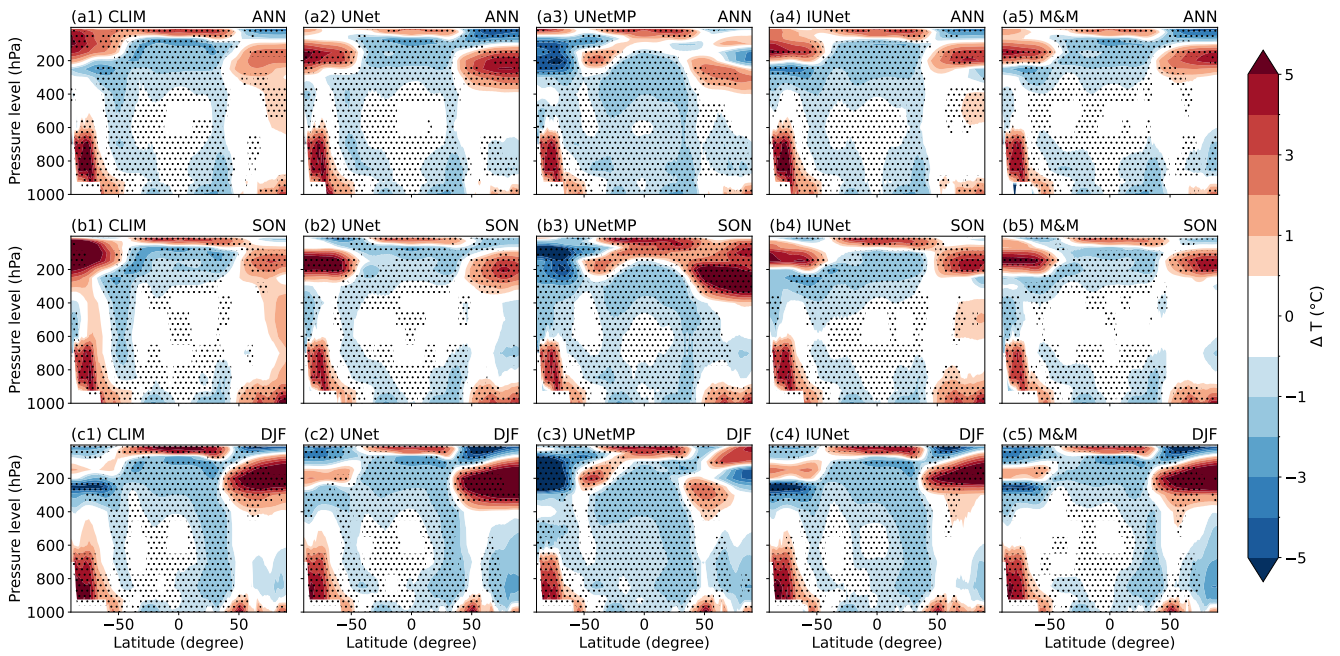 (a1) CLIM ANN (a2) UNet ANN (a3) UNetMP ANN (a4) IUNet ANN (a5) M&M ANN
Pressure level (hPa)
200
400
600
800
1000
(b1) CLIM SON (b2) UNet SON (b3) UNetMP SON (b4) IUNet SON (b5) M&M SON
Pressure level (hPa)
200
400
600
800
1000
(c1) CLIM DJF (c2) UNet DJF (c3) UNetMP DJF (c4) IUNet DJF (c5) M&M DJF
Pressure level (hPa)
200
400
600
800
1000
−50 0 50 −50 0 50 −50 0 50 −50 0 50 −50 0 50
Latitude (degree) Latitude (degree) Latitude (degree) Latitude (degree) Latitude (degree)
5
3
1
0
−1
−3
−5
Δ T (°C)